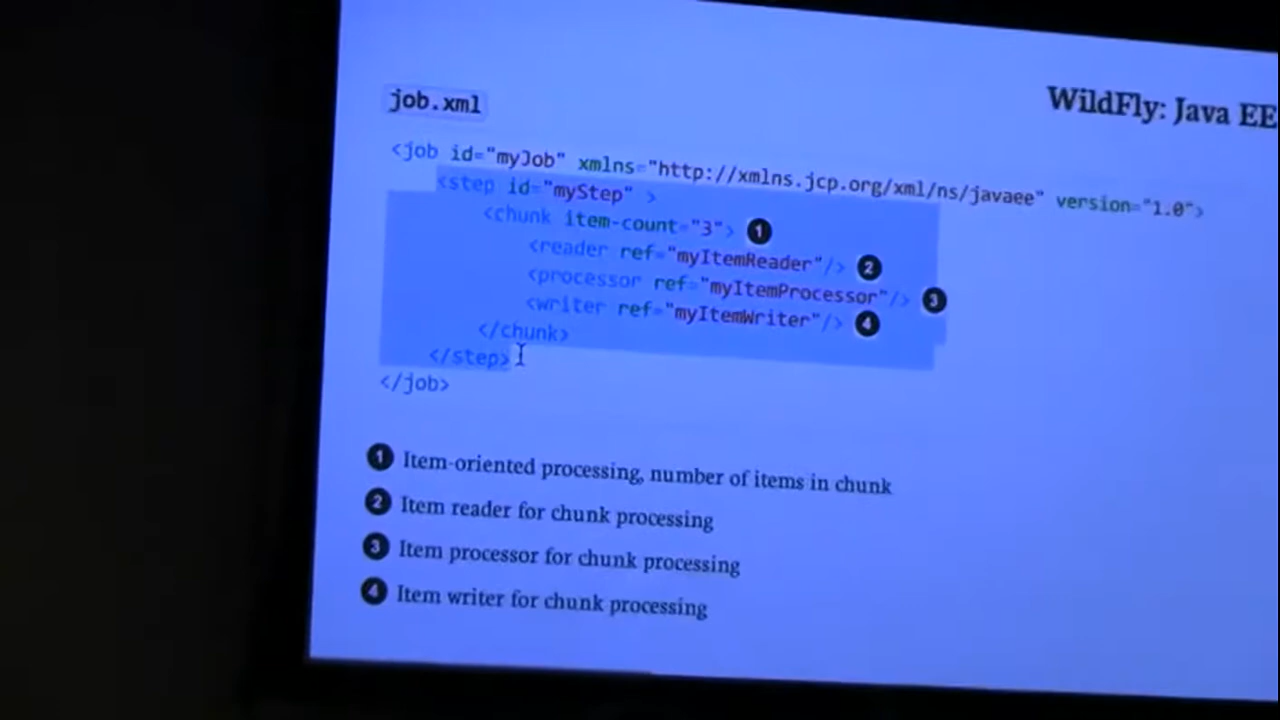 WildFly: Java EE
job.xml
<job id="myJob" xmlns="http://xmlns.jcp.org/xml/ns/javaee" version="1.0">
<step id="myStep" >
<chunk item-count="3"> 1
<reader ref="myItemReader"/> 2
<processor ref="myItemProcessor"/> 3
<writer ref="myItemWriter"/> 4
</chunk>
</step>
</job>
1 Item-oriented processing, number of items in chunk
2 Item reader for chunk processing
3 Item processor for chunk processing
4 Item writer for chunk processing